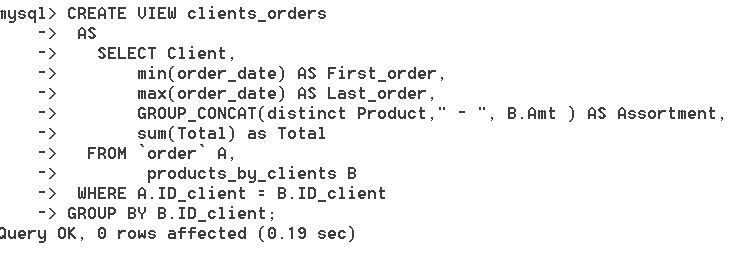 mysql> CREATE VIEW clients_orders
-> AS
-> SELECT Client,
-> min(order_date) AS First_order,
-> max(order_date) AS Last_order,
-> GROUP_CONCAT(distinct Product," - ", B.Amt ) AS Assortment,
-> sum(Total) as Total
-> FROM `order` A,
-> products_by_clients B
-> WHERE A.ID_client = B.ID_client
-> GROUP BY B.ID_client;
Query OK, 0 rows affected (0.19 sec)